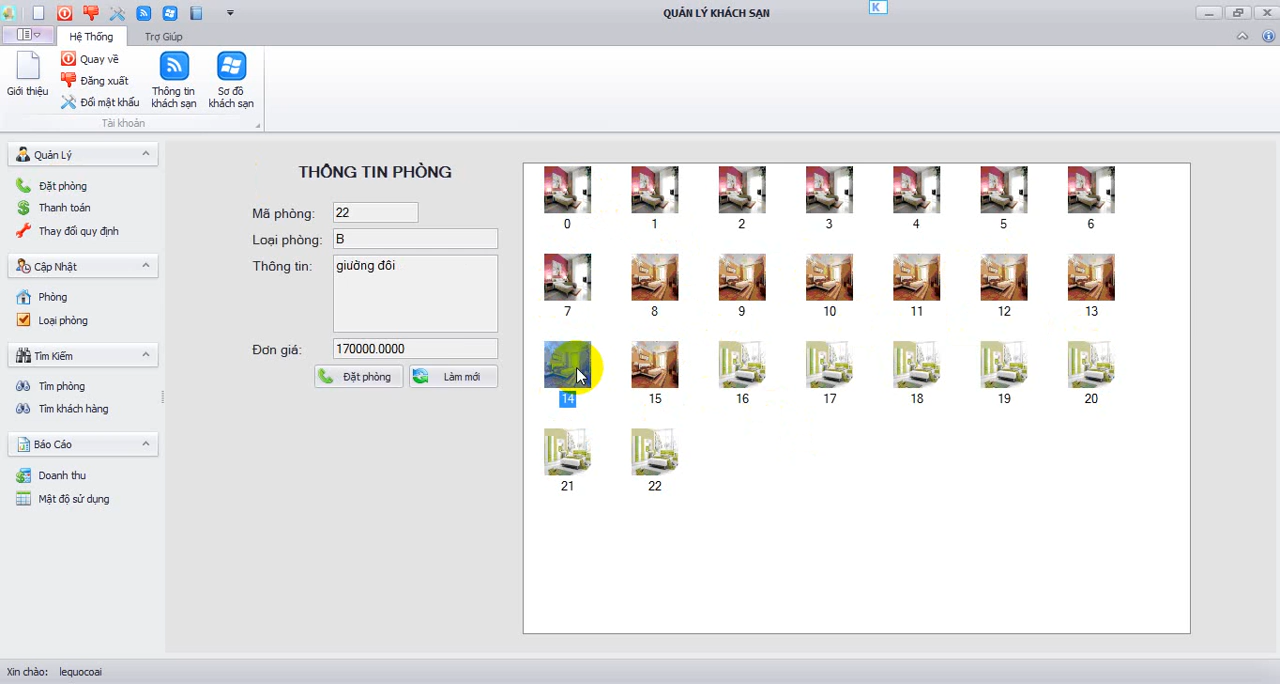 QUẢN LÝ KHÁCH SẠN
K
Hệ Thống
Trợ Giúp
Giới thiệu
Quay về
Đăng xuất
Đổi mật khẩu
Thông tin
khách sạn
Sơ đồ
khách sạn
Tài khoản
Quản Lý
Đặt phòng
Thanh toán
Thay đổi quy định
Cập Nhật
Phòng
Loại phòng
Tìm Kiếm
Tìm phòng
Tìm khách hàng
Báo Cáo
Doanh thu
Mật độ sử dụng
THÔNG TIN PHÒNG
Mã phòng: 22
Loại phòng: B
Thông tin: giường đôi
Đơn giá: 170000.0000
Đặt phòng
Làm mới
0 1 2 3 4 5 6
7 8 9 10 11 12 13
14 15 16 17 18 19 20
21 22
Xin chào: lequocoai